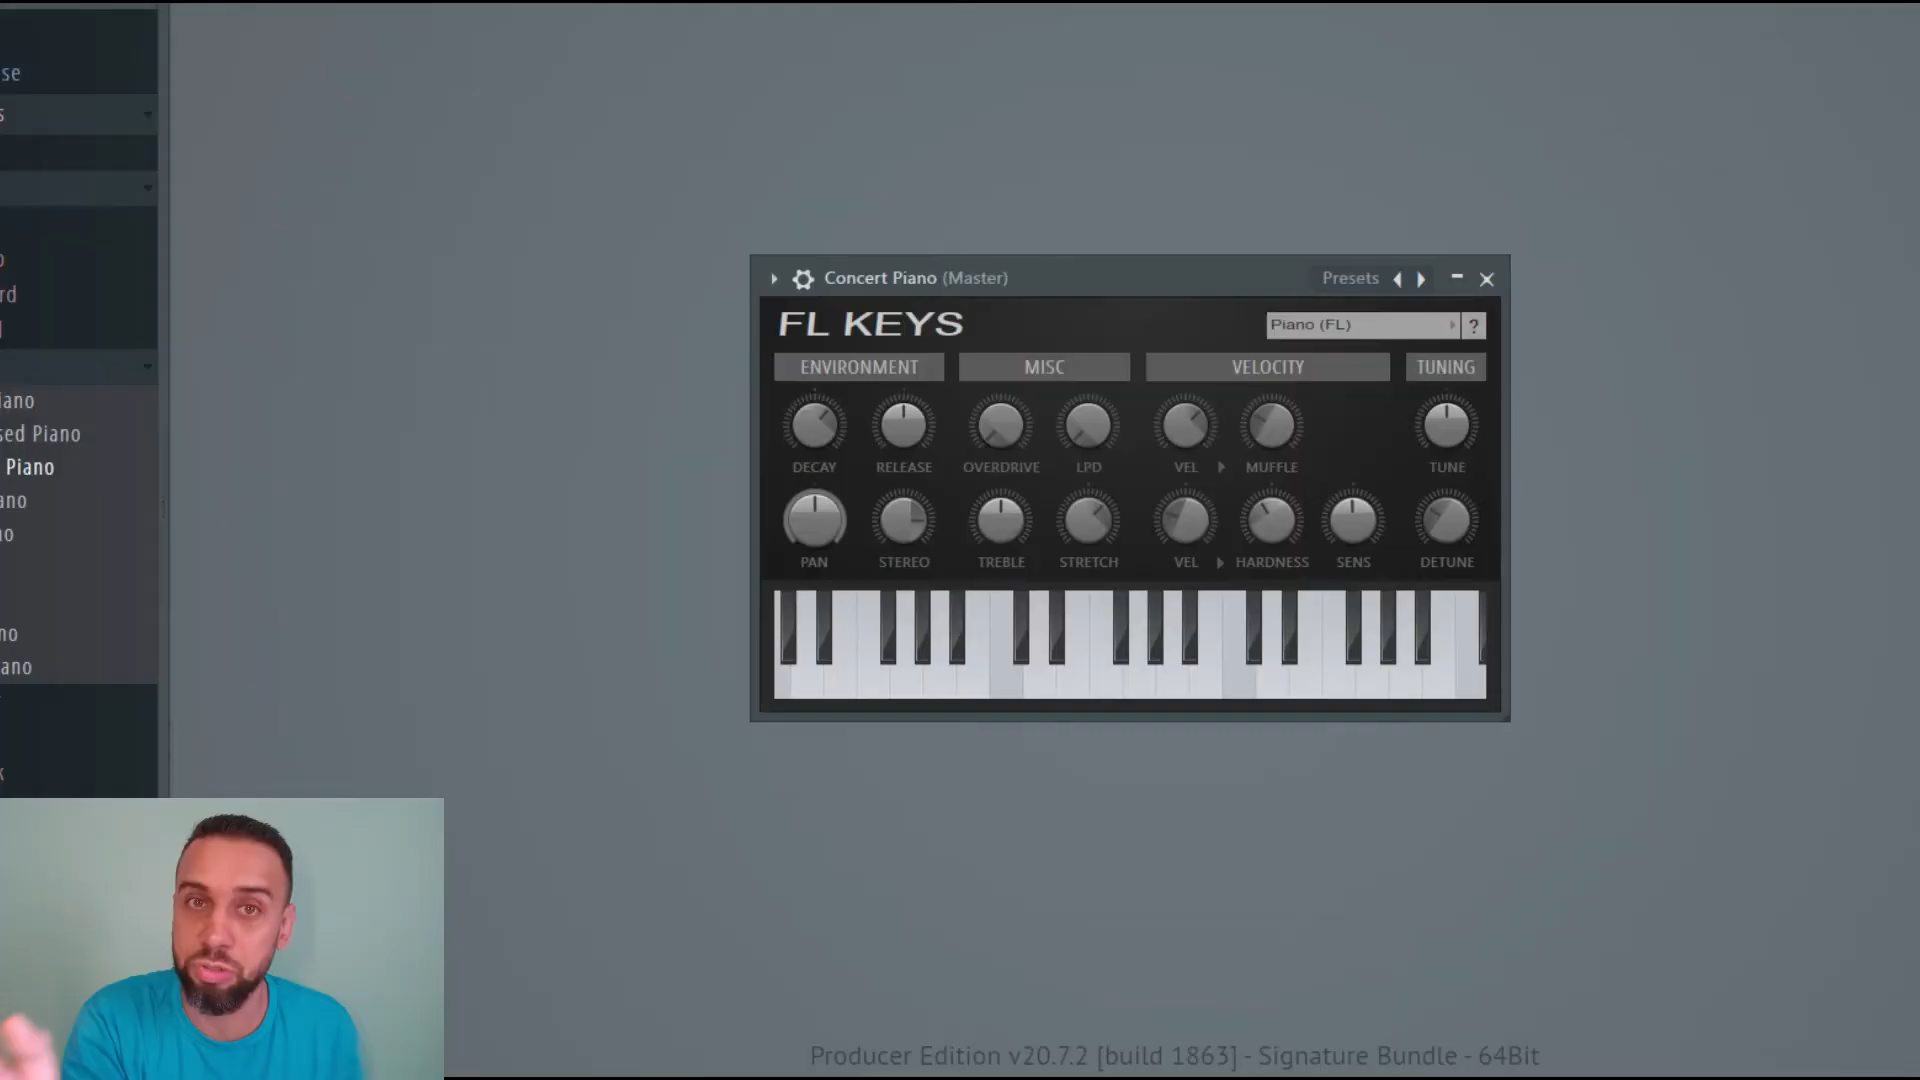 se
s
o
rd
iano
sed Piano
Piano
ano
no
no
ano
k
Concert Piano (Master)
Presets
FL KEYS
Piano (FL)
?
ENVIRONMENT
MISC
VELOCITY
TUNING
DECAY
RELEASE
OVERDRIVE
LPD
VEL
MUFFLE
TUNE
PAN
STEREO
TREBLE
STRETCH
VEL
HARDNESS
SENS
DETUNE
Producer Edition v20.7.2 [build 1863] - Signature Bundle - 64Bit